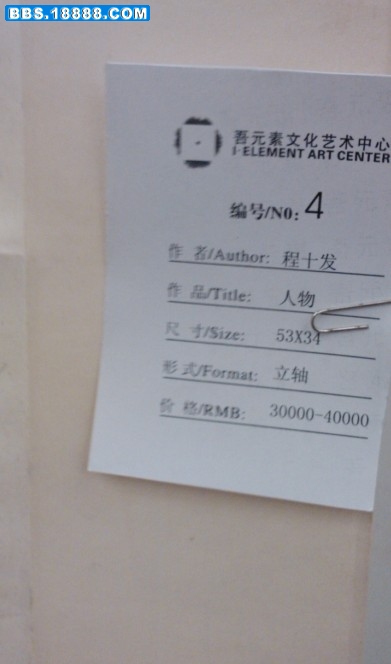 BBS.18888.COM
吾元素文化艺术中心
I-ELEMENT ART CENTER
编号/NO: 4
作 者/Author: 程十发
作 品/Title: 人物
尺 寸/Size: 53X34
形 式/Format: 立轴
价 格/RMB: 30000-40000